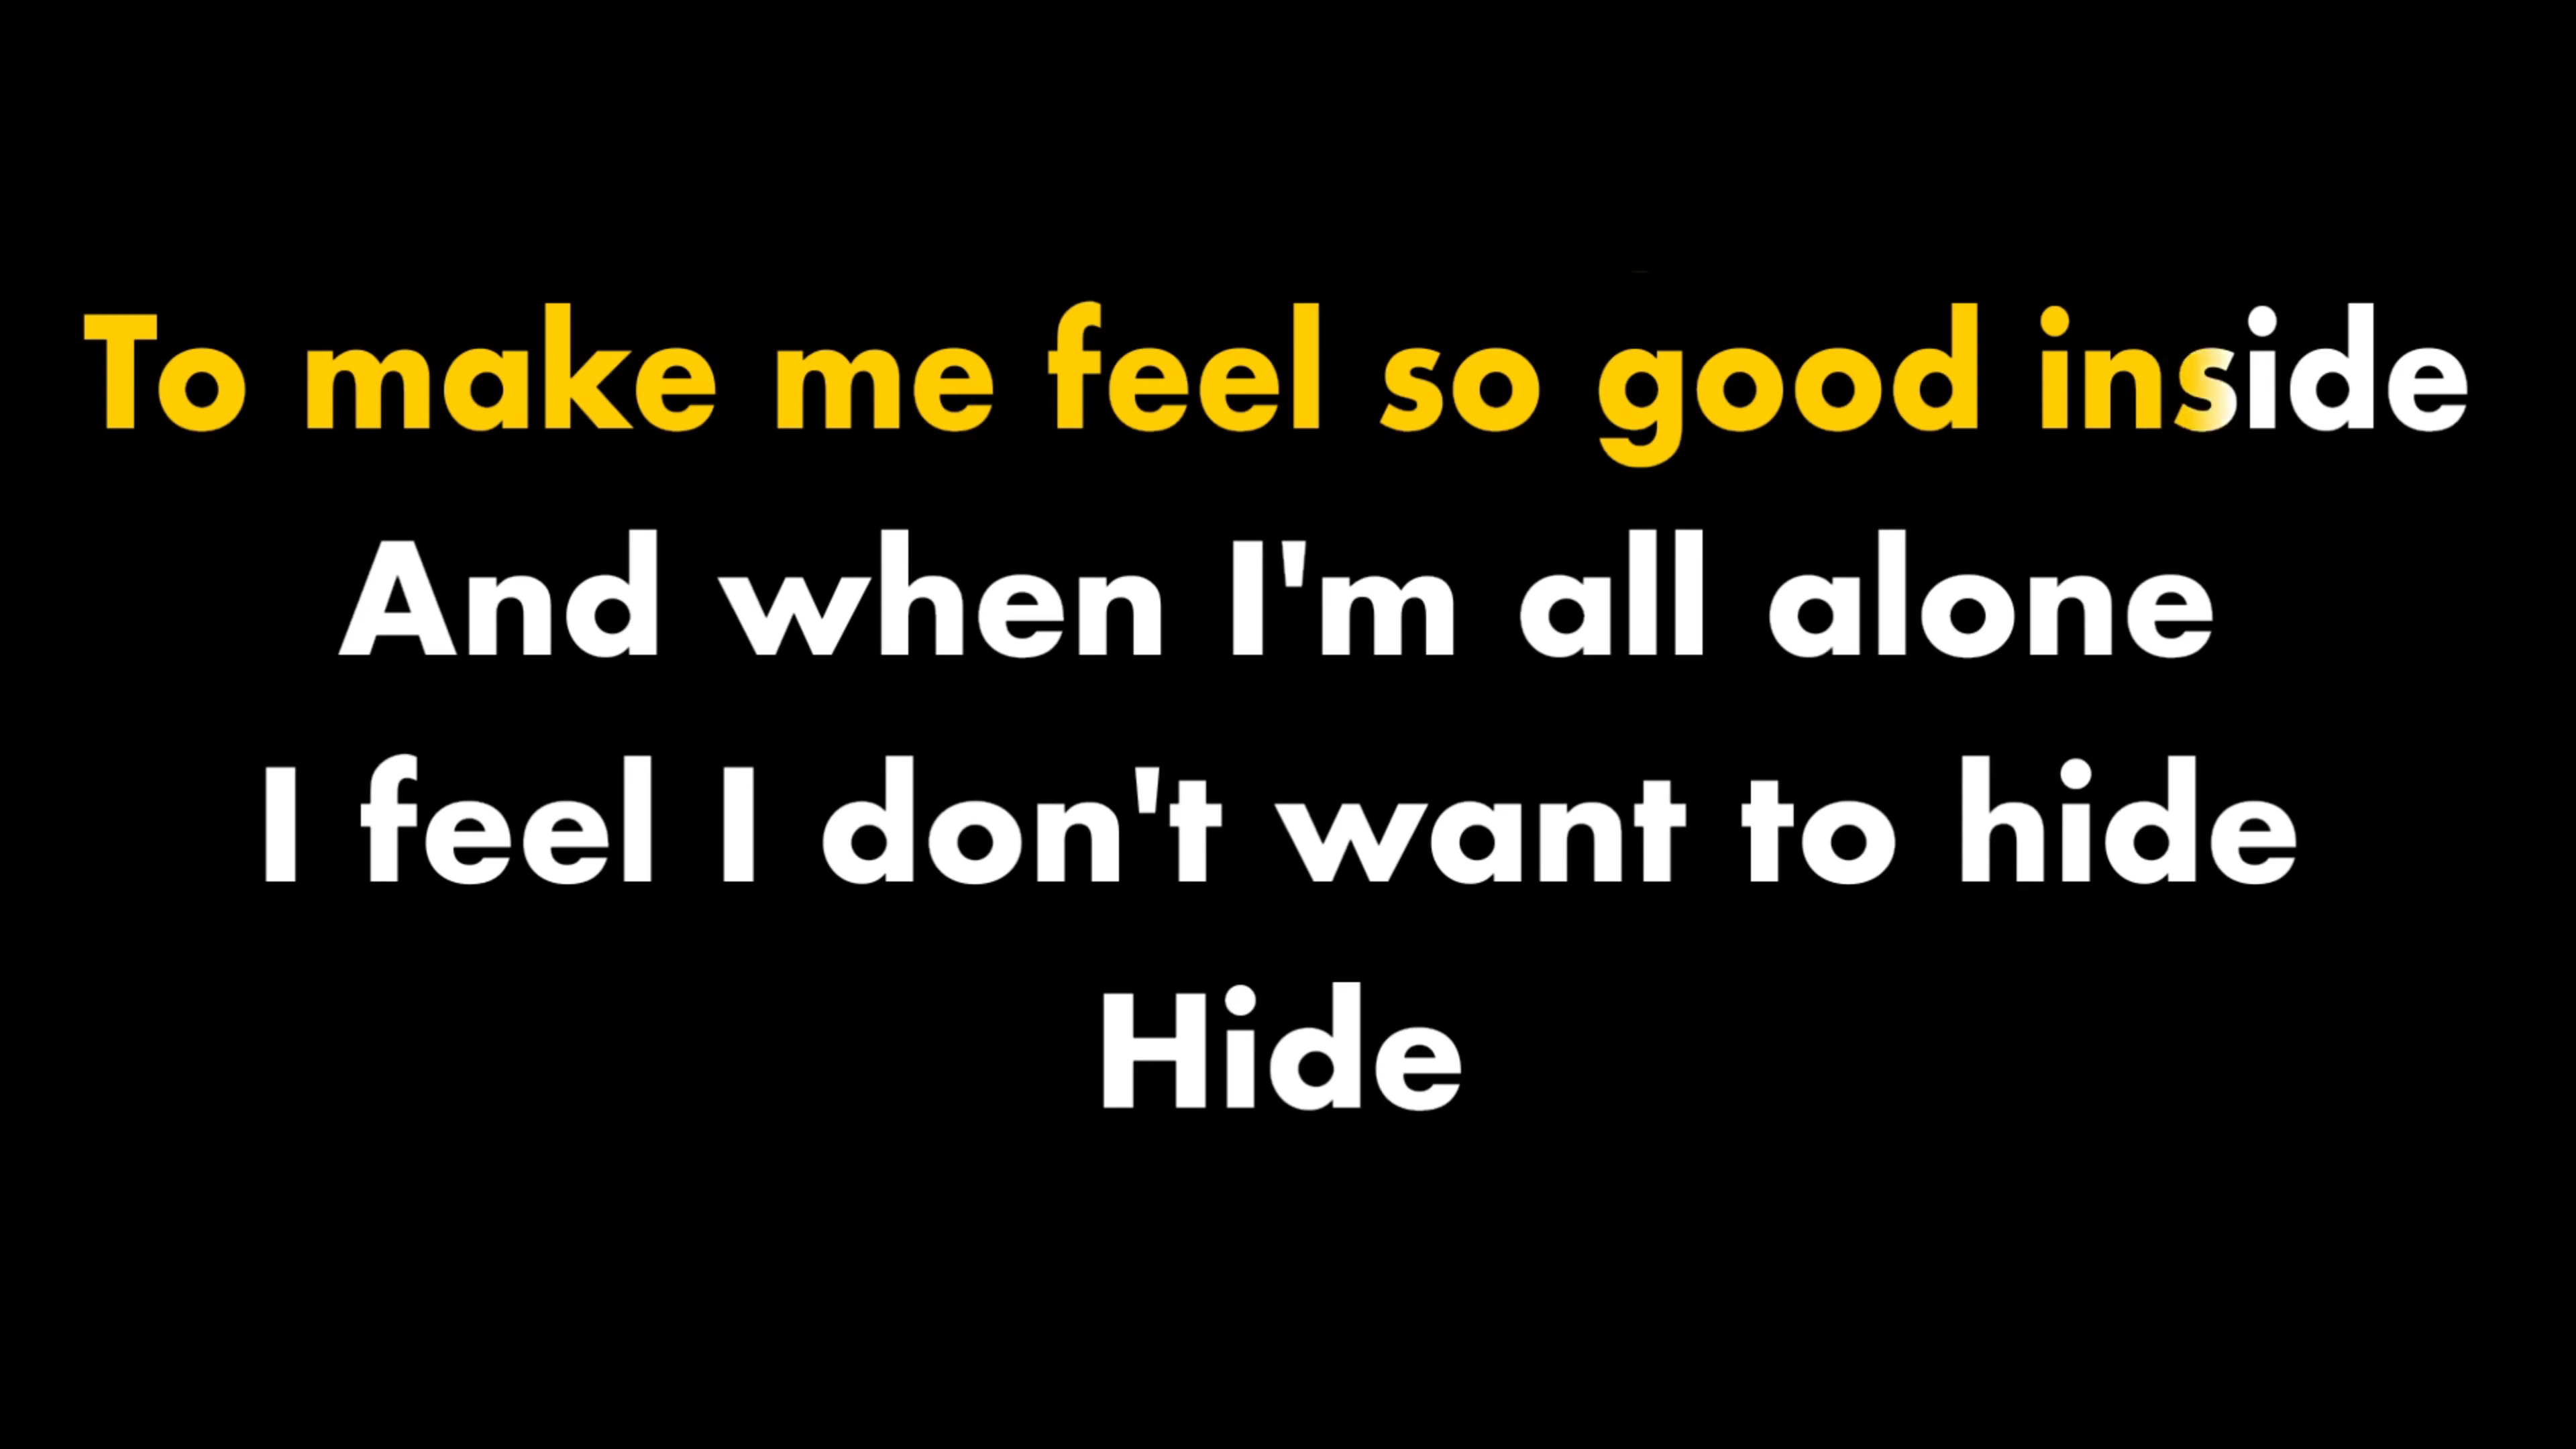 To make me feel so good inside
And when I'm all alone
I feel I don't want to hide
Hide